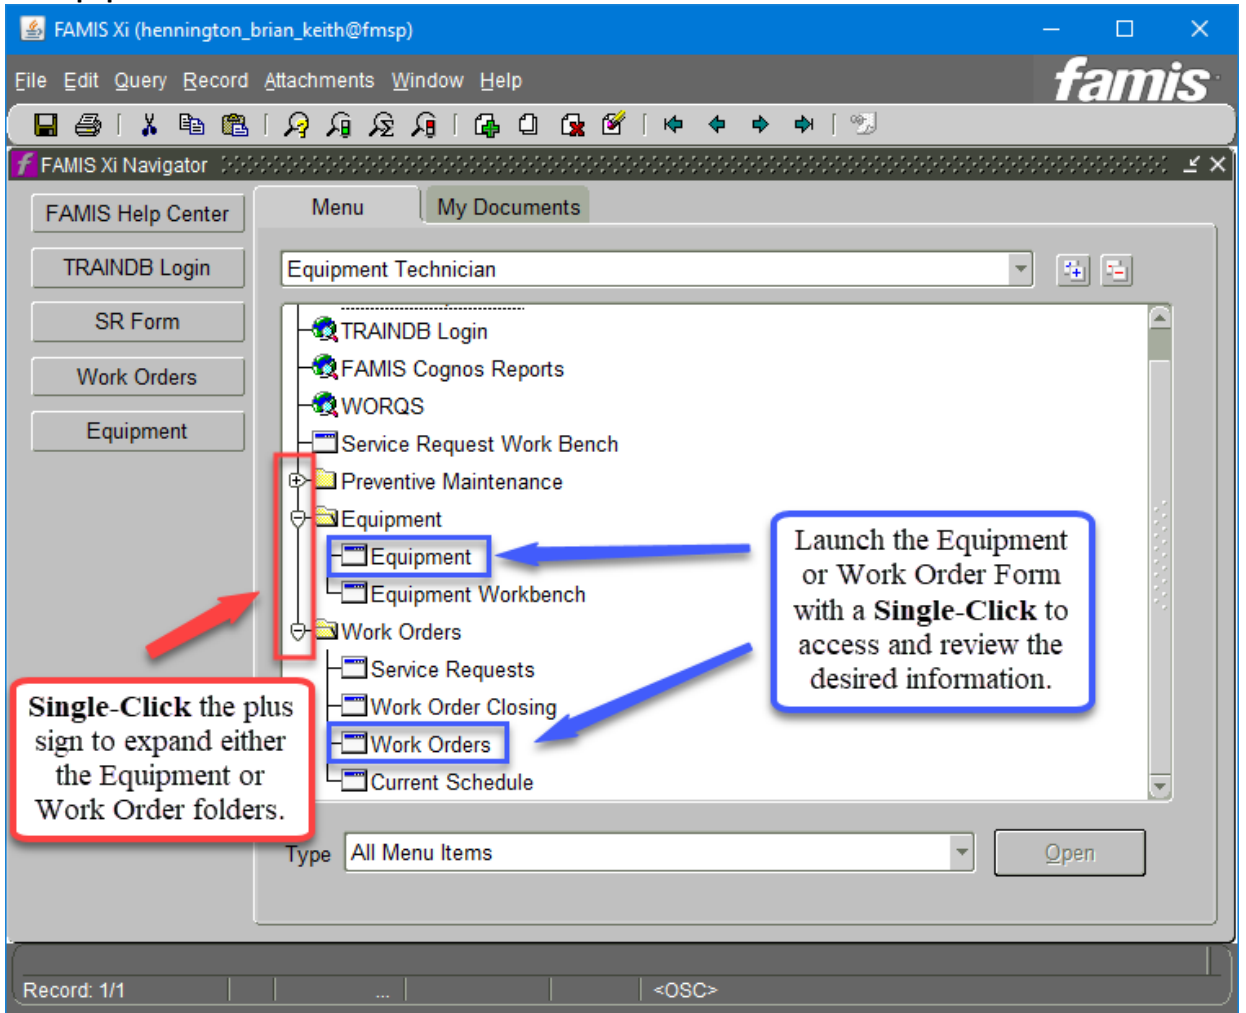 FAMIS Xi (hennington_brian_keith@fmsp)
File Edit Query Record Attachments Window Help
famis
f FAMIS Xi Navigator
FAMIS Help Center
Menu
My Documents
TRAINDB Login
Equipment Technician
SR Form
TRAINDB Login
FAMIS Cognos Reports
Work Orders
WORQS
Equipment
Service Request Work Bench
Preventive Maintenance
Equipment
Equipment
Equipment Workbench
Work Orders
Service Requests
Work Order Closing
Work Orders
Current Schedule
Launch the Equipment
or Work Order Form
with a Single-Click to
access and review the
desired information.
Single-Click the plus
sign to expand either
the Equipment or
Work Order folders.
Type All Menu Items
Open
Record: 1/1
...
<OSC>